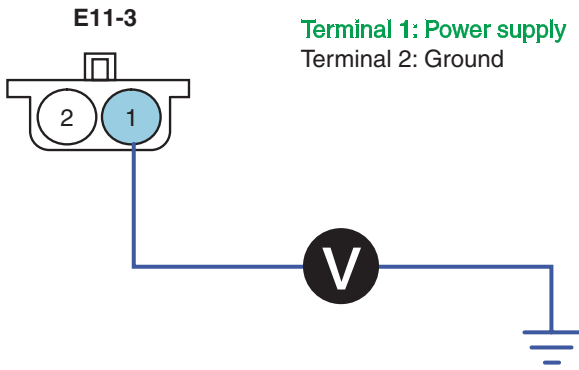 E11-3
Terminal 1: Power supply
Terminal 2: Ground
2 1
V